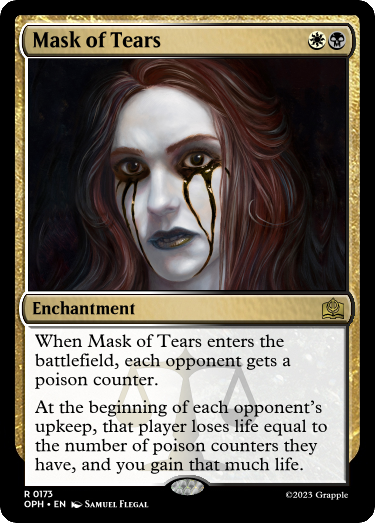 Mask of Tears
Enchantment
When Mask of Tears enters the
battlefield, each opponent gets a
poison counter.
At the beginning of each opponent's
upkeep, that player loses life equal to
the number of poison counters they
have, and you gain that much life.
R 0173
OPH • EN Samuel Flegal
©2023 Grapple